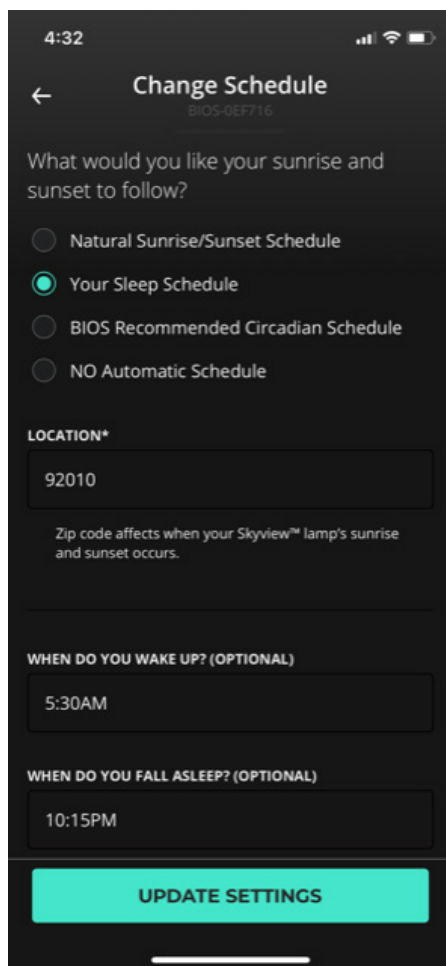 4:32
Change Schedule
BIOS-0EF716
What would you like your sunrise and
sunset to follow?
Natural Sunrise/Sunset Schedule
Your Sleep Schedule
BIOS Recommended Circadian Schedule
NO Automatic Schedule
LOCATION*
92010
Zip code affects when your Skyview™ lamp's sunrise
and sunset occurs.
WHEN DO YOU WAKE UP? (OPTIONAL)
5:30AM
WHEN DO YOU FALL ASLEEP? (OPTIONAL)
10:15PM
UPDATE SETTINGS